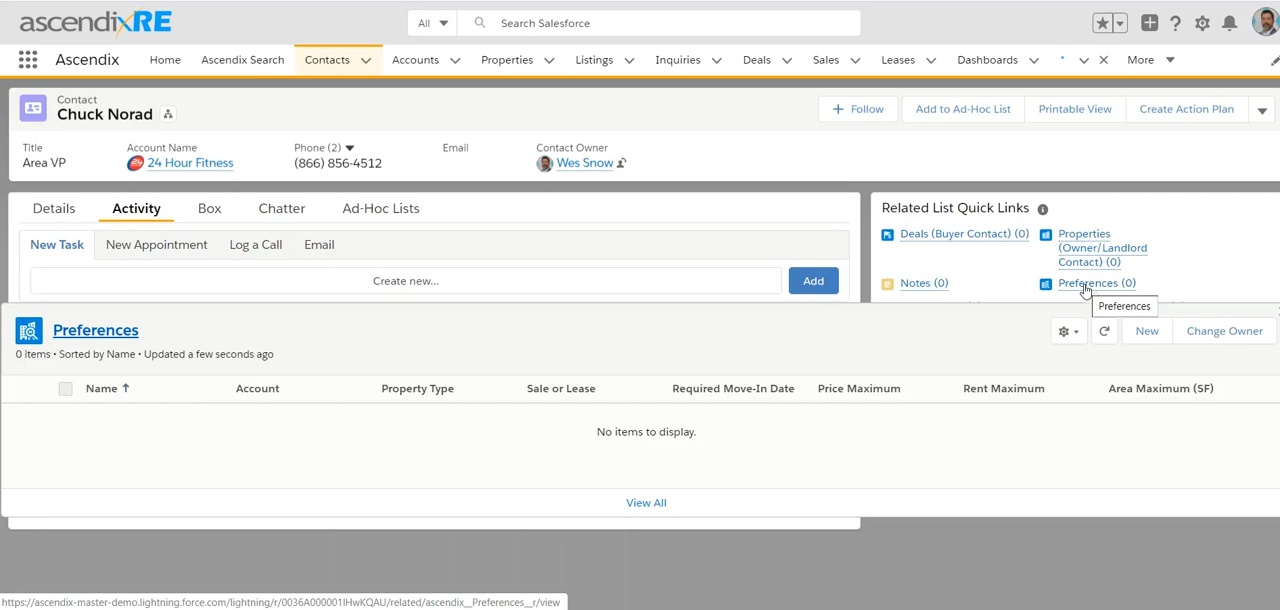 ascendixRE
All
Search Salesforce
Ascendix
Home
Ascendix Search
Contacts
Accounts
Properties
Listings
Inquiries
Deals
Sales
Leases
Dashboards
More
Contact
Chuck Norad
Follow
Add to Ad-Hoc List
Printable View
Create Action Plan
Title
Area VP
Account Name
24 Hour Fitness
Phone (2)
(866) 856-4512
Email
Contact Owner
Wes Snow
Details
Activity
Box
Chatter
Ad-Hoc Lists
New Task
New Appointment
Log a Call
Email
Create new...
Add
Related List Quick Links
Deals (Buyer Contact) (0)
Properties
(Owner/Landlord
Contact) (0)
Notes (0)
Preferences (0)
Preferences
Preferences
0 items • Sorted by Name • Updated a few seconds ago
New
Change Owner
Name
Account
Property Type
Sale or Lease
Required Move-In Date
Price Maximum
Rent Maximum
Area Maximum (SF)
No items to display.
View All
https://ascendix-master-demo.lightning.force.com/lightning/r/0036A000001IHwKQAU/related/ascendix__Preferences__r/view